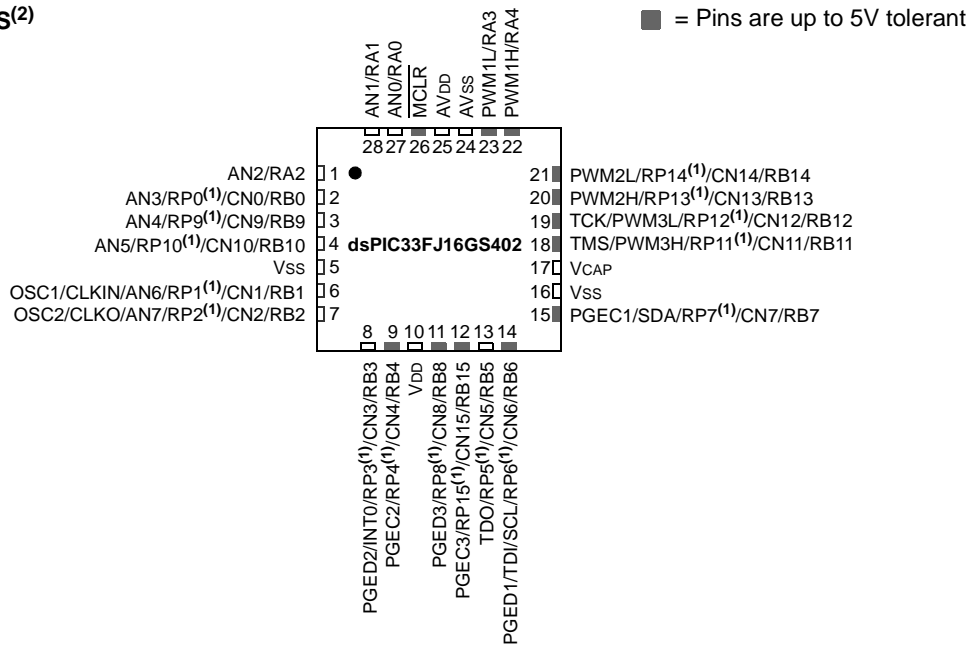 S(2)
= Pins are up to 5V tolerant
AN1/RA1
AN0/RA0
MCLR
AVDD
AVSS
PWM1L/RA3
PWM1H/RA4
28 27 26 25 24 23 22
AN2/RA2 1
AN3/RP0(1)/CN0/RB0 2
AN4/RP9(1)/CN9/RB9 3
AN5/RP10(1)/CN10/RB10 4
VSS 5
OSC1/CLKIN/AN6/RP1(1)/CN1/RB1 6
OSC2/CLKO/AN7/RP2(1)/CN2/RB2 7
dsPIC33FJ16GS402
21 PWM2L/RP14(1)/CN14/RB14
20 PWM2H/RP13(1)/CN13/RB13
19 TCK/PWM3L/RP12(1)/CN12/RB12
18 TMS/PWM3H/RP11(1)/CN11/RB11
17 VCAP
16 VSS
15 PGEC1/SDA/RP7(1)/CN7/RB7
8 9 10 11 12 13 14
PGED2/INT0/RP3(1)/CN3/RB3
PGEC2/RP4(1)/CN4/RB4
VDD
PGED3/RP8(1)/CN8/RB8
PGEC3/RP15(1)/CN15/RB15
TDO/RP5(1)/CN5/RB5
PGED1/TDI/SCL/RP6(1)/CN6/RB6